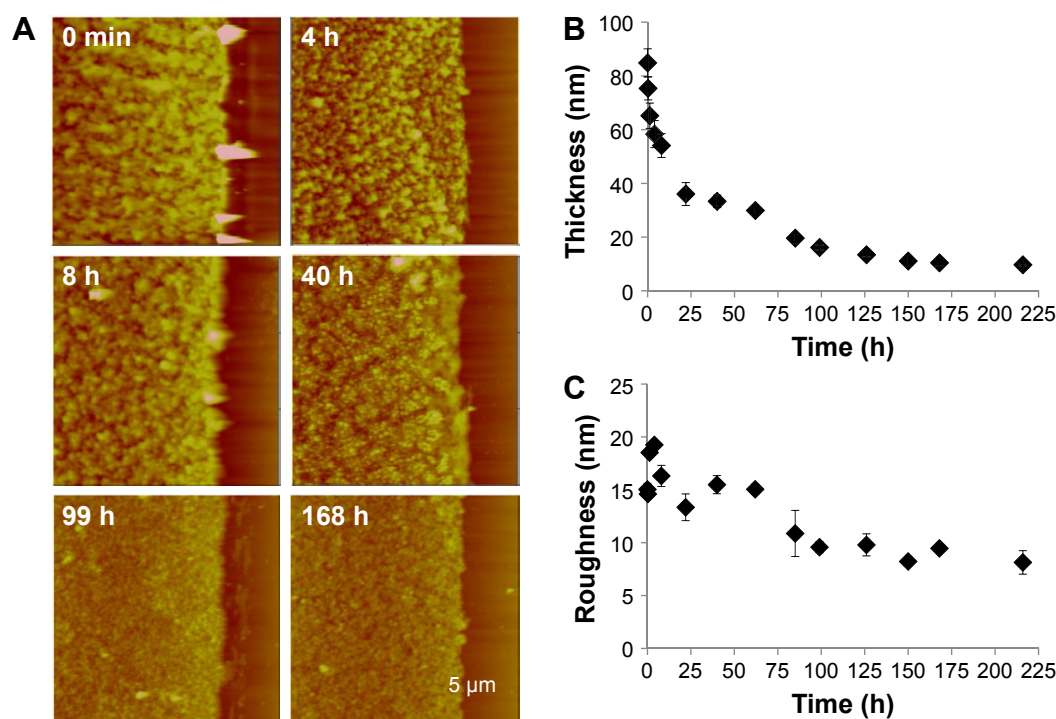 A
0 min
4 h
8 h
40 h
99 h
168 h
5 µm
B
Thickness (nm)
100
80
60
40
20
0
0 25 50 75 100 125 150 175 200 225
Time (h)
C
Roughness (nm)
25
20
15
10
5
0
0 25 50 75 100 125 150 175 200 225
Time (h)